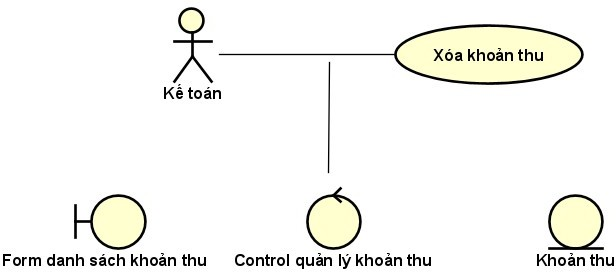 Xóa khoản thu
Kế toán
Form danh sách khoản thu
Control quản lý khoản thu
Khoản thu